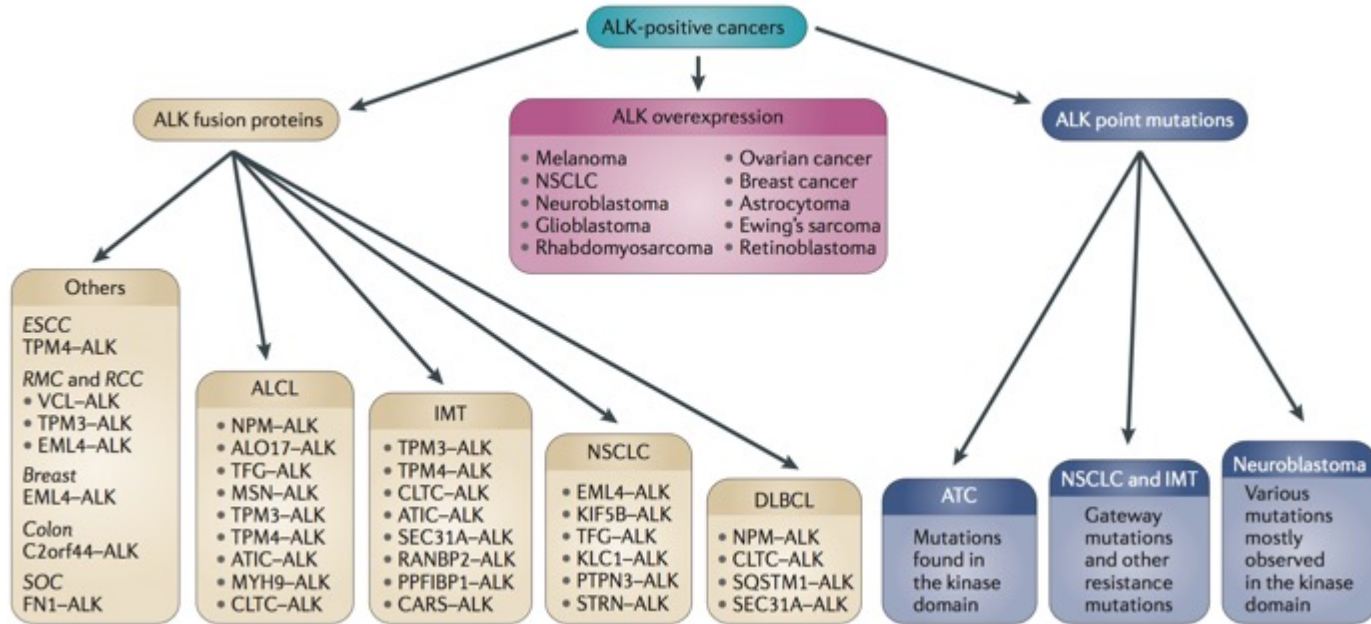 ALK-positive cancers
ALK fusion proteins
ALK overexpression
• Melanoma
• NSCLC
• Neuroblastoma
• Glioblastoma
• Rhabdomyosarcoma
• Ovarian cancer
• Breast cancer
• Astrocytoma
• Ewing's sarcoma
• Retinoblastoma
ALK point mutations
Others
ESCC
TPM4–ALK
RMC and RCC
• VCL–ALK
• TPM3–ALK
• EML4–ALK
Breast
EML4–ALK
Colon
C2orf44–ALK
SOC
FN1–ALK
ALCL
• NPM–ALK
• ALO17–ALK
• TFG–ALK
• MSN–ALK
• TPM3–ALK
• TPM4–ALK
• ATIC–ALK
• MYH9–ALK
• CLTC–ALK
IMT
• TPM3–ALK
• TPM4–ALK
• CLTC–ALK
• ATIC–ALK
• SEC31A–ALK
• RANBP2–ALK
• PPFIBP1–ALK
• CARS–ALK
NSCLC
• EML4–ALK
• KIF5B–ALK
• TFG–ALK
• KLC1–ALK
• PTPN3–ALK
• STRN–ALK
DLBCL
• NPM–ALK
• CLTC–ALK
• SQSTM1–ALK
• SEC31A–ALK
ATC
Mutations
found in
the kinase
domain
NSCLC and IMT
Gateway
mutations
and other
resistance
mutations
Neuroblastoma
Various
mutations
mostly
observed
in the kinase
domain